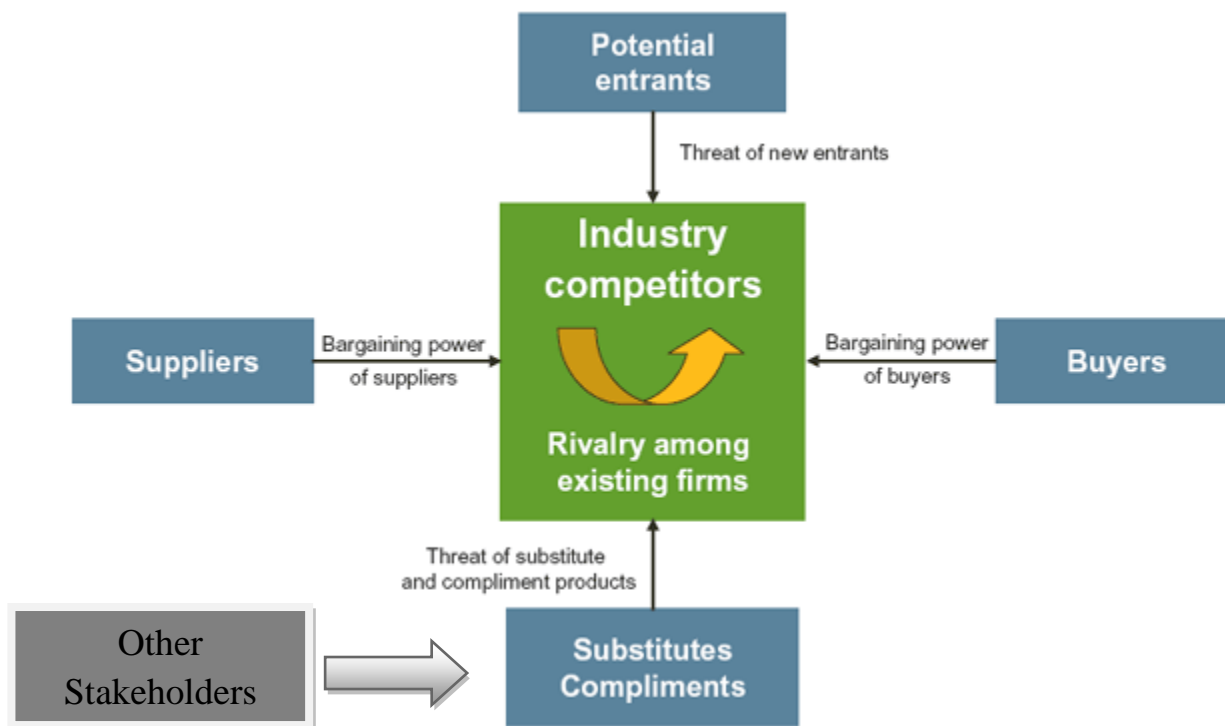 Potential
entrants
Threat of new entrants
Industry
competitors
Suppliers
Bargaining power
of suppliers
Bargaining power
of buyers
Buyers
Rivalry among
existing firms
Threat of substitute
and compliment products
Other
Stakeholders
Substitutes
Compliments